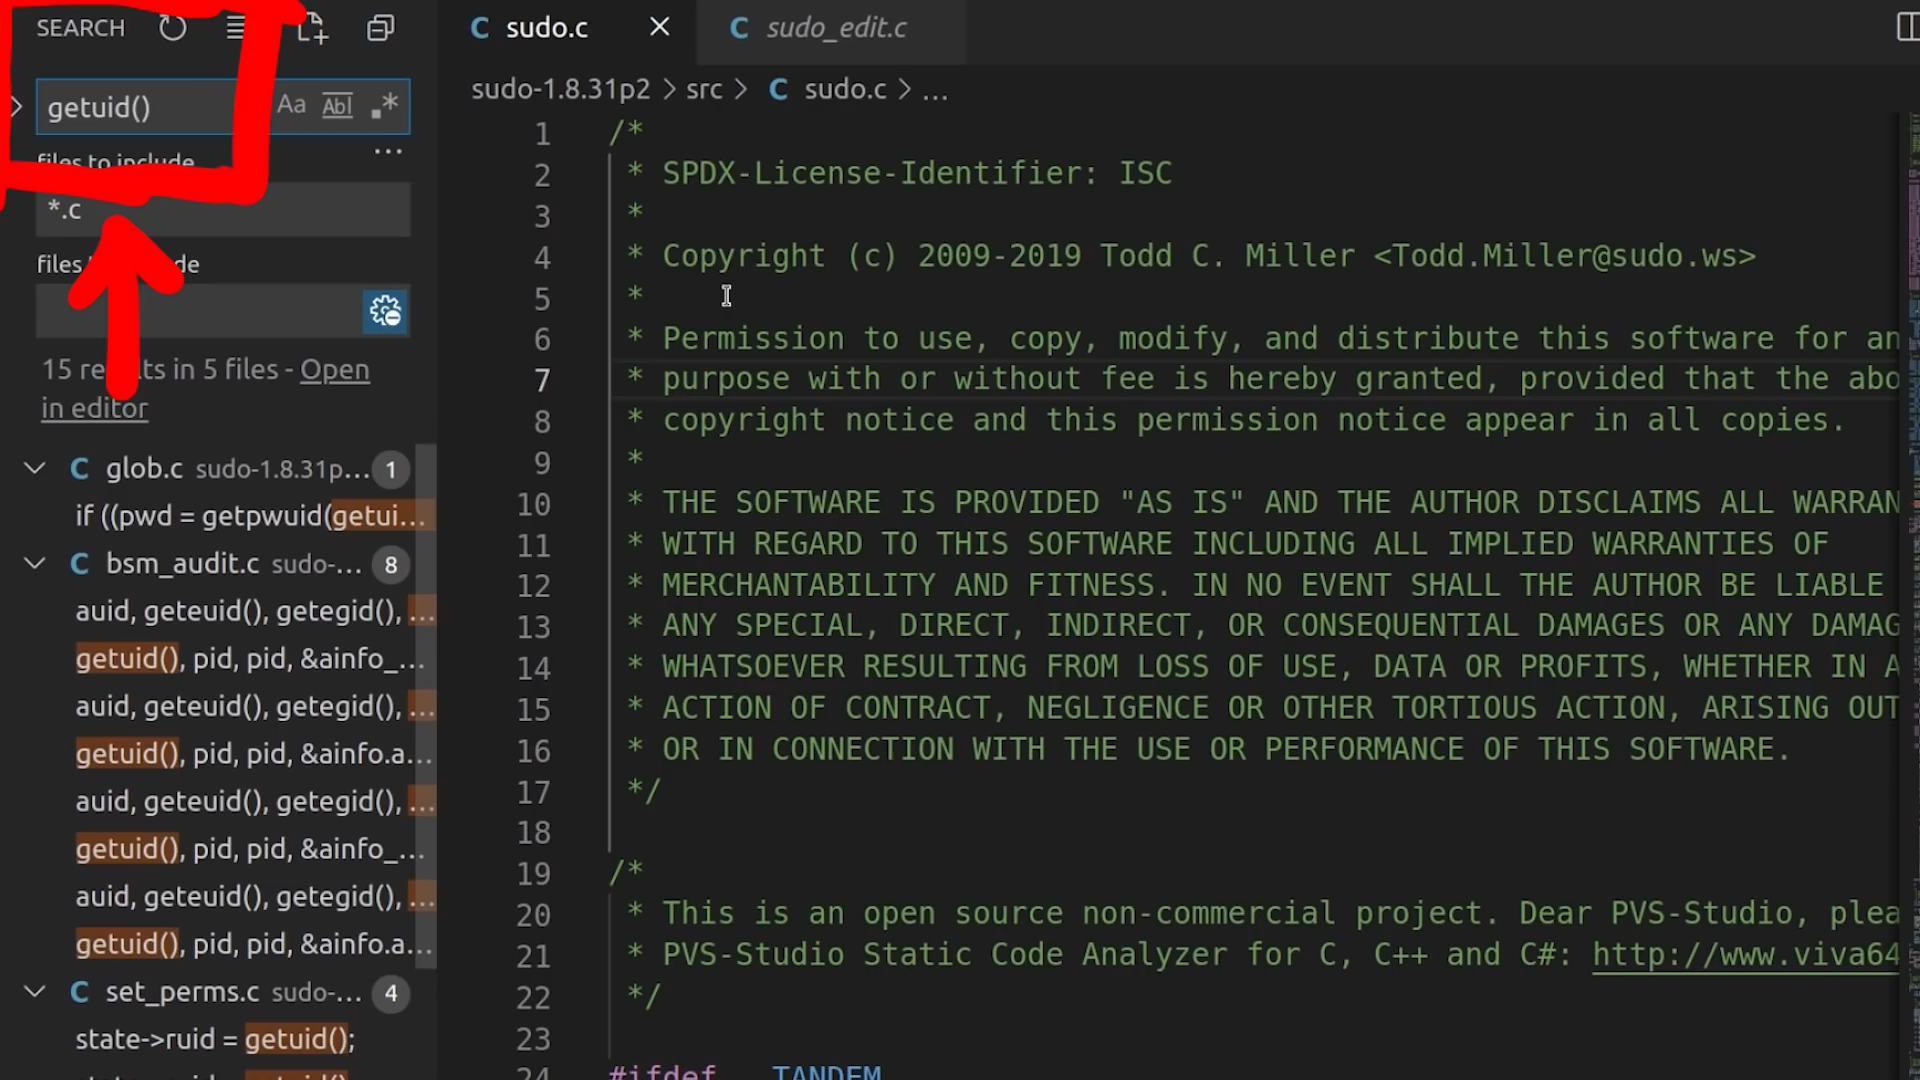 SEARCH
getuid()
Aa Abl .*
files to include
...
*.c
files
15 results in 5 files - Open
in editor
C glob.c sudo-1.8.31p... 1
if ((pwd = getpwuid(getui...
C bsm_audit.c sudo-... 8
auid, geteuid(), getegid(), ...
getuid(), pid, pid, &ainfo_...
auid, geteuid(), getegid(), ...
getuid(), pid, pid, &ainfo.a...
auid, geteuid(), getegid(), ...
getuid(), pid, pid, &ainfo_...
auid, geteuid(), getegid(), ...
getuid(), pid, pid, &ainfo.a...
C set_perms.c sudo-... 4
state->ruid = getuid();
C sudo.c
C sudo_edit.c
sudo-1.8.31p2 > src > C sudo.c > ...
1 /*
2 * SPDX-License-Identifier: ISC
3 *
4 * Copyright (c) 2009-2019 Todd C. Miller <Todd.Miller@sudo.ws>
5 *
6 * Permission to use, copy, modify, and distribute this software for an
7 * purpose with or without fee is hereby granted, provided that the abo
8 * copyright notice and this permission notice appear in all copies.
9 *
10 * THE SOFTWARE IS PROVIDED "AS IS" AND THE AUTHOR DISCLAIMS ALL WARRAN
11 * WITH REGARD TO THIS SOFTWARE INCLUDING ALL IMPLIED WARRANTIES OF
12 * MERCHANTABILITY AND FITNESS. IN NO EVENT SHALL THE AUTHOR BE LIABLE
13 * ANY SPECIAL, DIRECT, INDIRECT, OR CONSEQUENTIAL DAMAGES OR ANY DAMAG
14 * WHATSOEVER RESULTING FROM LOSS OF USE, DATA OR PROFITS, WHETHER IN A
15 * ACTION OF CONTRACT, NEGLIGENCE OR OTHER TORTIOUS ACTION, ARISING OUT
16 * OR IN CONNECTION WITH THE USE OR PERFORMANCE OF THIS SOFTWARE.
17 */
18
19 /*
20 * This is an open source non-commercial project. Dear PVS-Studio, plea
21 * PVS-Studio Static Code Analyzer for C, C++ and C#: http://www.viva64
22 */
23
24 #ifdef __TANDEM